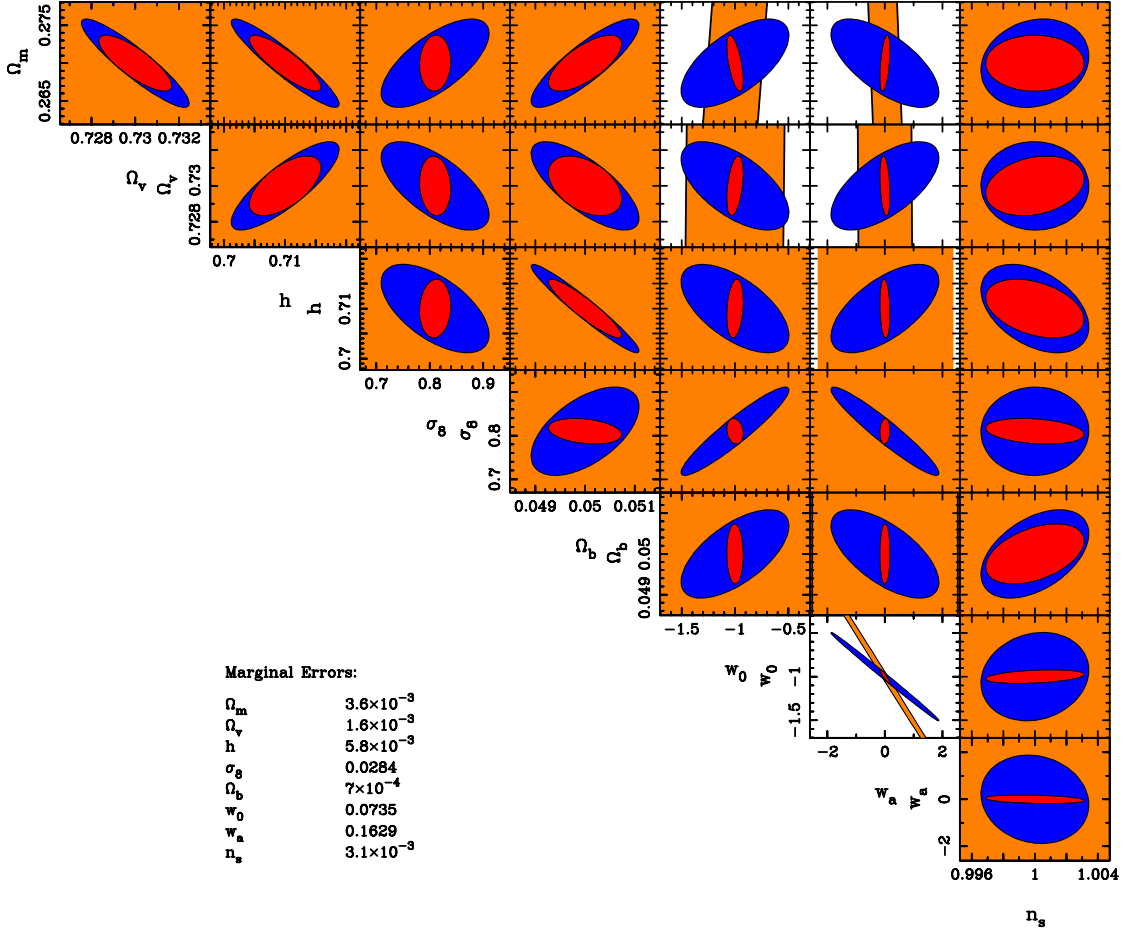 Ωm 0.265 0.275
0.728 0.73 0.732
Ωv Ωv 0.728 0.73
0.7 0.71
h h 0.7 0.71
0.7 0.8 0.9
σ8 σ8 0.7 0.8
0.049 0.05 0.051
Ωb Ωb 0.049 0.05
−1.5 −1 −0.5
w0 w0 −1.5 −1
−2 0 2
wa wa −2 0 2
0.996 1 1.004
ns
Marginal Errors:
Ωm 3.6×10⁻³
Ωv 1.6×10⁻³
h 5.8×10⁻³
σ8 0.0284
Ωb 7×10⁻⁴
w0 0.0735
wa 0.1629
ns 3.1×10⁻³